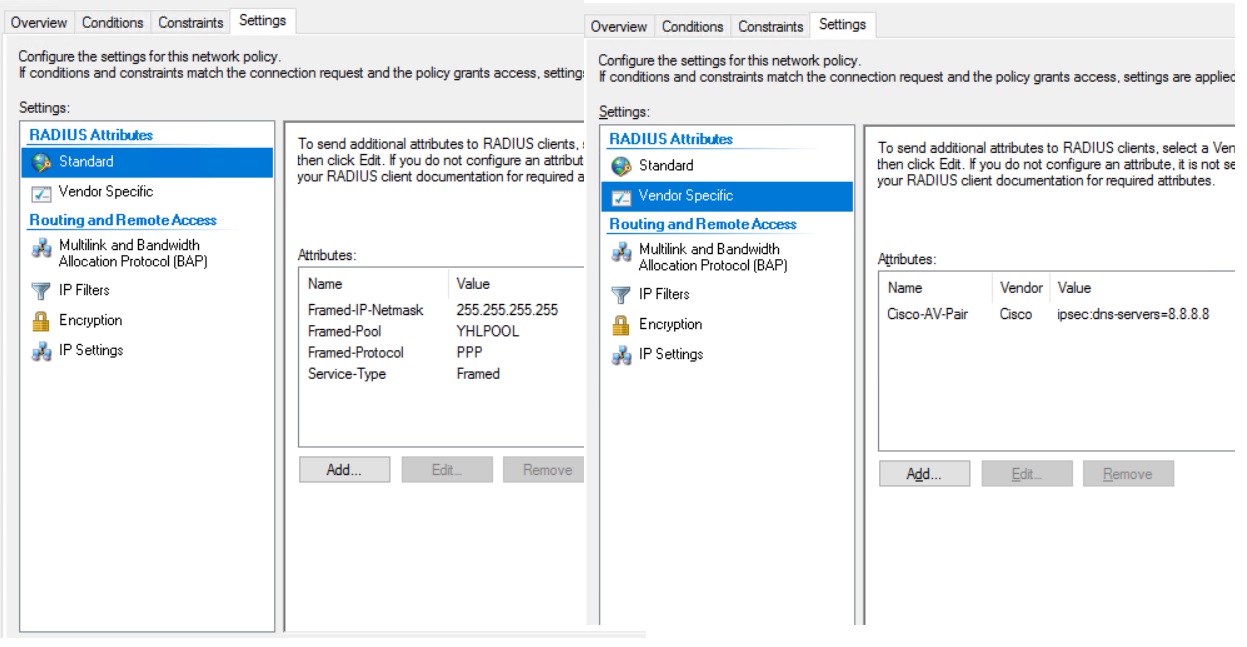 Overview Conditions Constraints Settings
Configure the settings for this network policy.
If conditions and constraints match the connection request and the policy grants access, setting
Settings:
RADIUS Attributes
Standard
Vendor Specific
Routing and Remote Access
Multilink and Bandwidth
Allocation Protocol (BAP)
IP Filters
Encryption
IP Settings
To send additional attributes to RADIUS clients,
then click Edit. If you do not configure an attribut
your RADIUS client documentation for required a
Attributes:
Name Value
Framed-IP-Netmask 255.255.255.255
Framed-Pool YHLPOOL
Framed-Protocol PPP
Service-Type Framed
Add... Edit... Remove
Overview Conditions Constraints Settings
Configure the settings for this network policy.
If conditions and constraints match the connection request and the policy grants access, settings are applied
Settings:
RADIUS Attributes
Standard
Vendor Specific
Routing and Remote Access
Multilink and Bandwidth
Allocation Protocol (BAP)
IP Filters
Encryption
IP Settings
To send additional attributes to RADIUS clients, select a Ven
then click Edit. If you do not configure an attribute, it is not se
your RADIUS client documentation for required attributes.
Attributes:
Name Vendor Value
Cisco-AV-Pair Cisco ipsec:dns-servers=8.8.8.8
Add... Edit... Remove